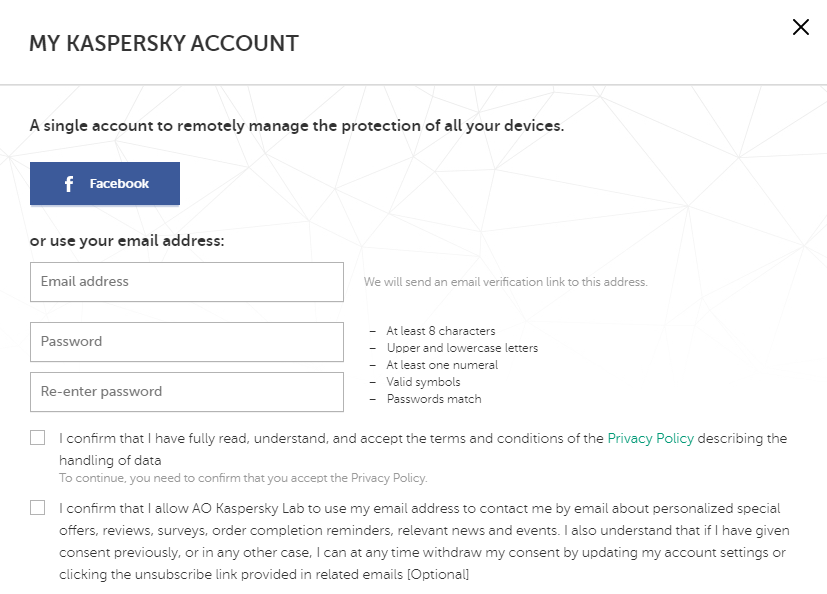 MY KASPERSKY ACCOUNT
A single account to remotely manage the protection of all your devices.
f Facebook
or use your email address:
Email address
We will send an email verification link to this address.
Password
– At least 8 characters
– Upper and lowercase letters
– At least one numeral
– Valid symbols
– Passwords match
Re-enter password
I confirm that I have fully read, understand, and accept the terms and conditions of the Privacy Policy describing the
handling of data
To continue, you need to confirm that you accept the Privacy Policy.
I confirm that I allow AO Kaspersky Lab to use my email address to contact me by email about personalized special
offers, reviews, surveys, order completion reminders, relevant news and events. I also understand that if I have given
consent previously, or in any other case, I can at any time withdraw my consent by updating my account settings or
clicking the unsubscribe link provided in related emails [Optional]